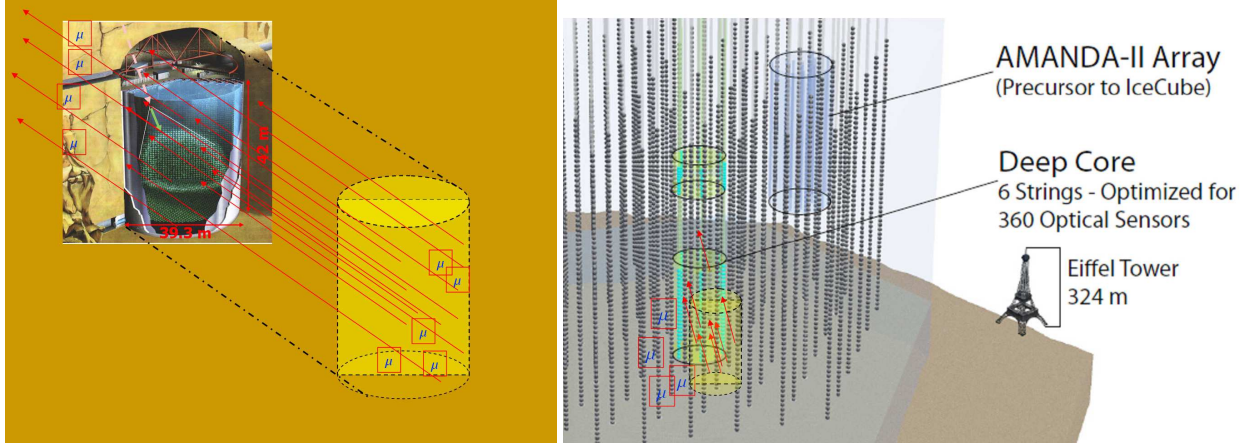 μ
μ
μ
μ
42 m
39.3 m
μ
μ
μ
μ
μ
AMANDA-II Array
(Precursor to IceCube)
Deep Core
6 Strings - Optimized for
360 Optical Sensors
Eiffel Tower
324 m
μ
μ
μ
μ